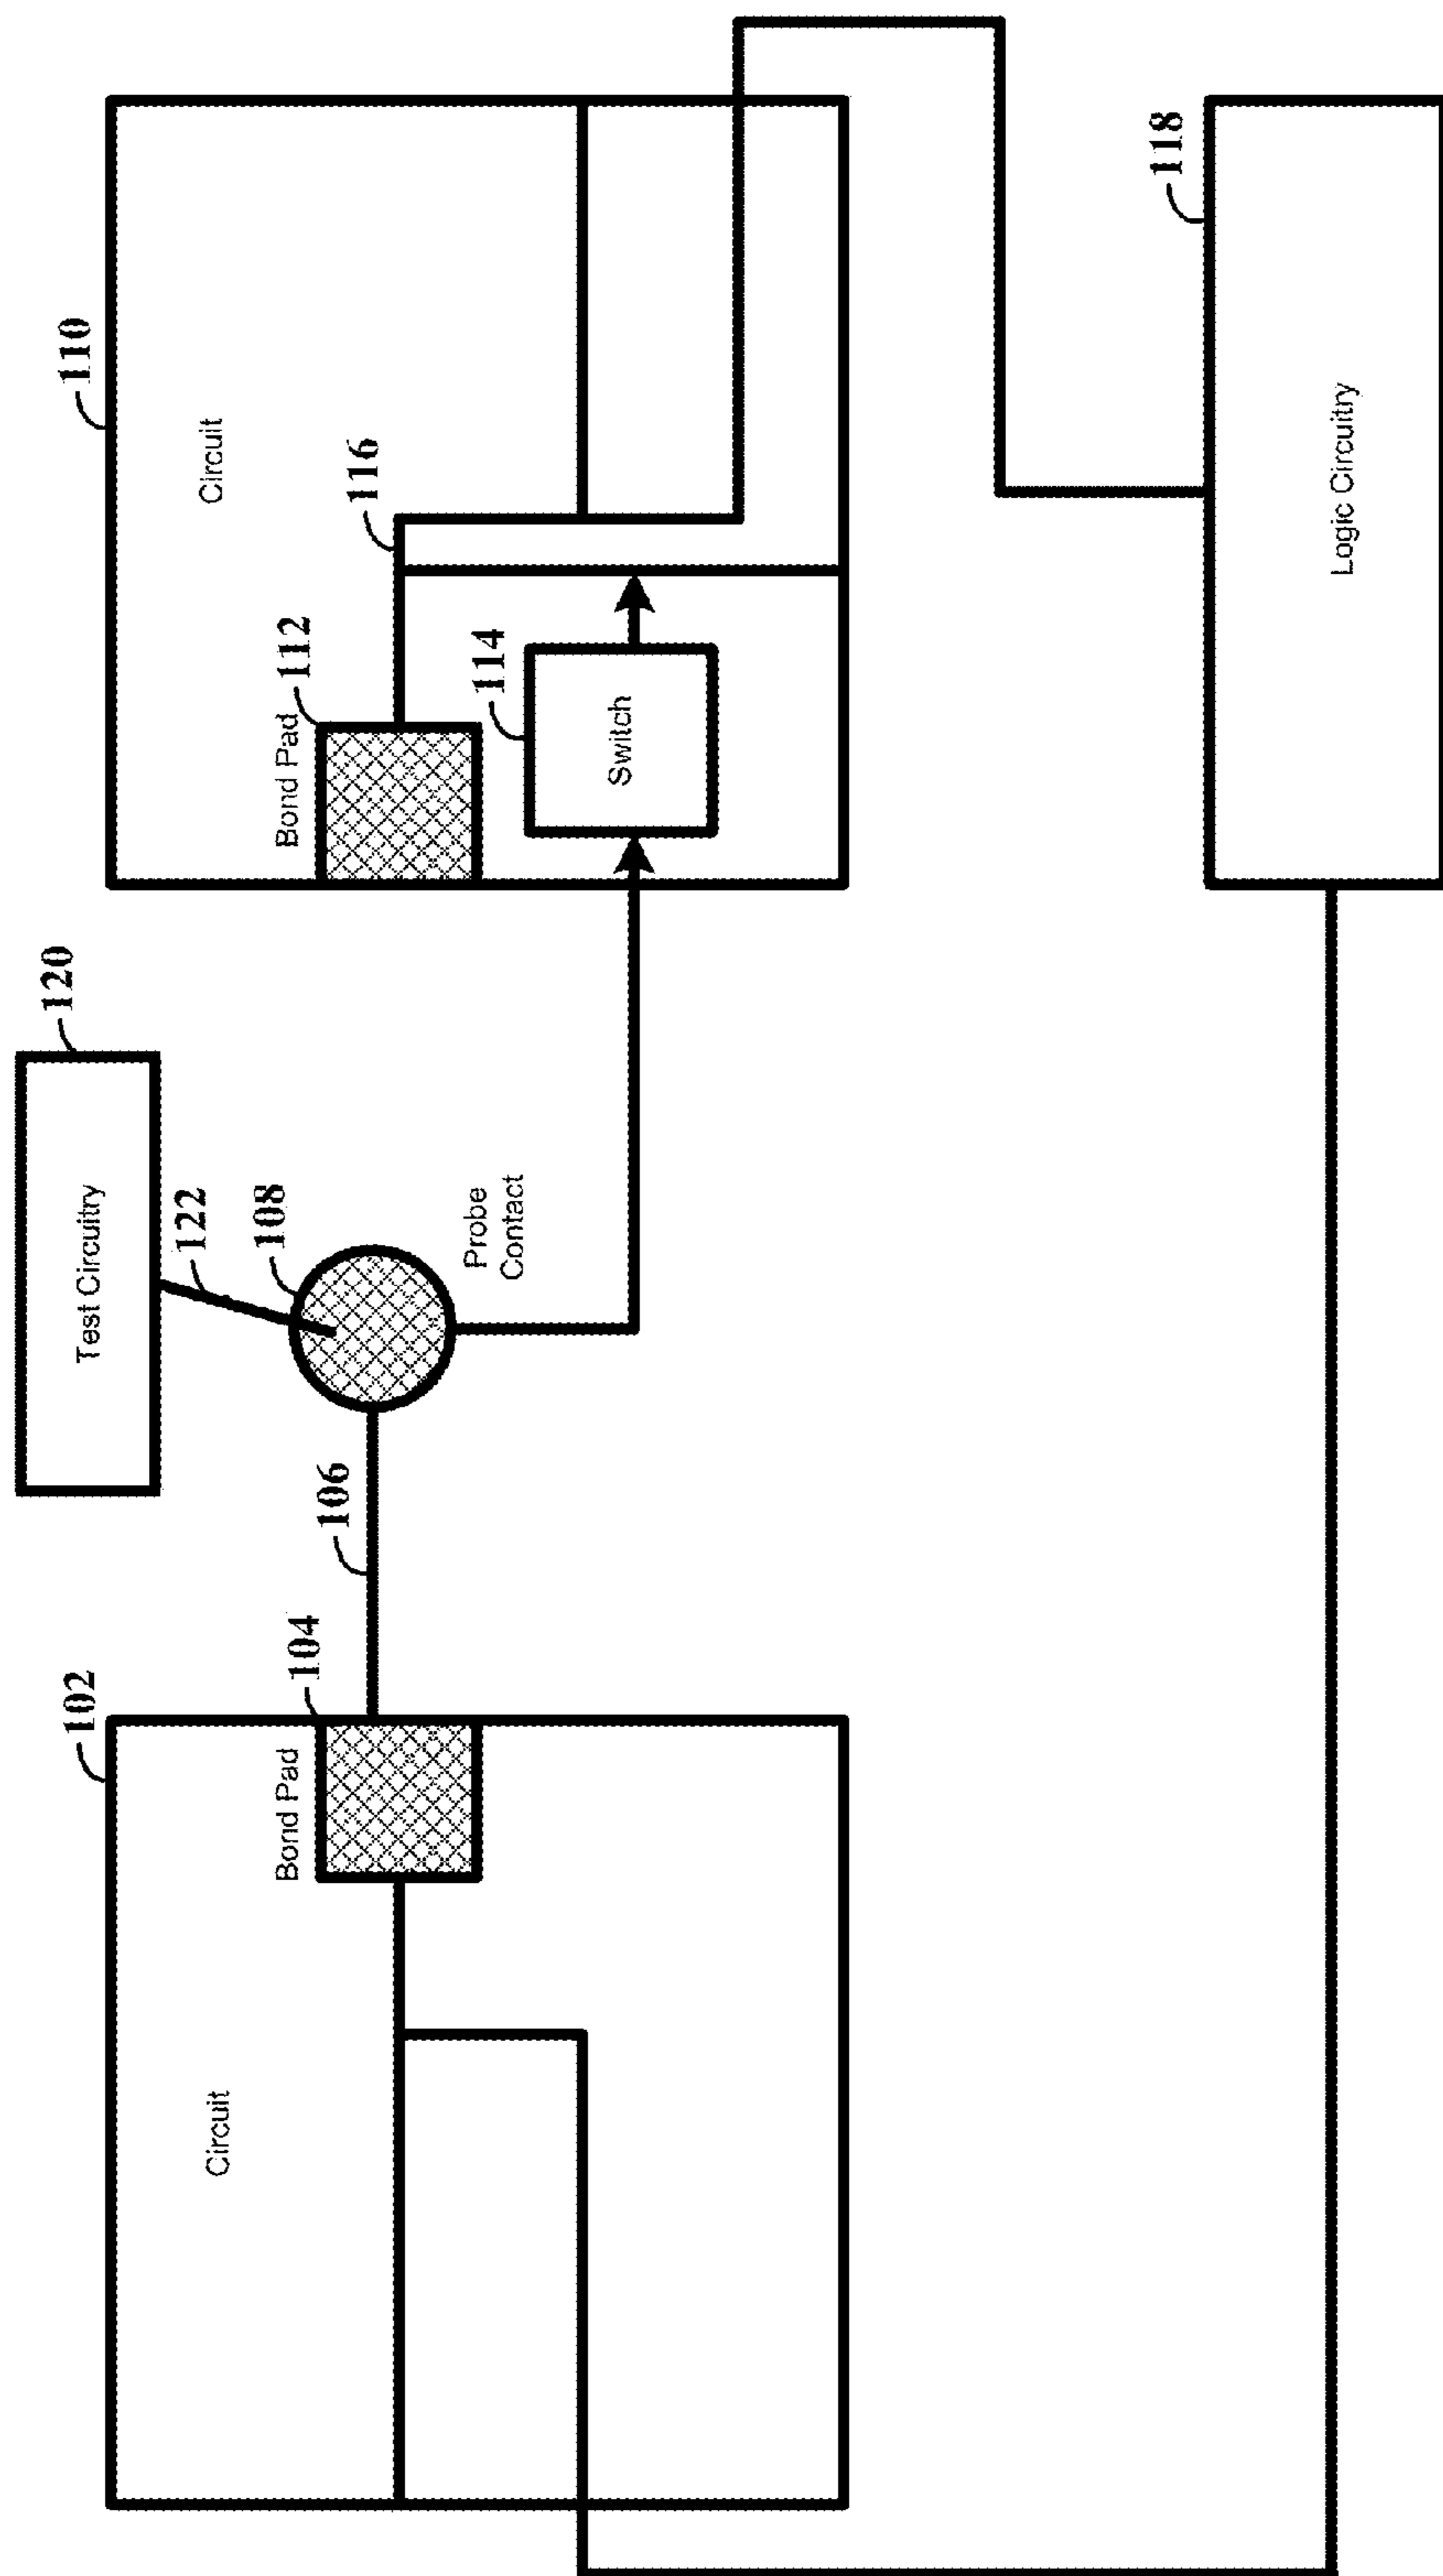 120
Test Circuitry
122
102
Circuit
Bond Pad
104
106
108
Probe
Contact
110
Circuit
Bond Pad
112
116
114
Switch
118
Logic Circuitry